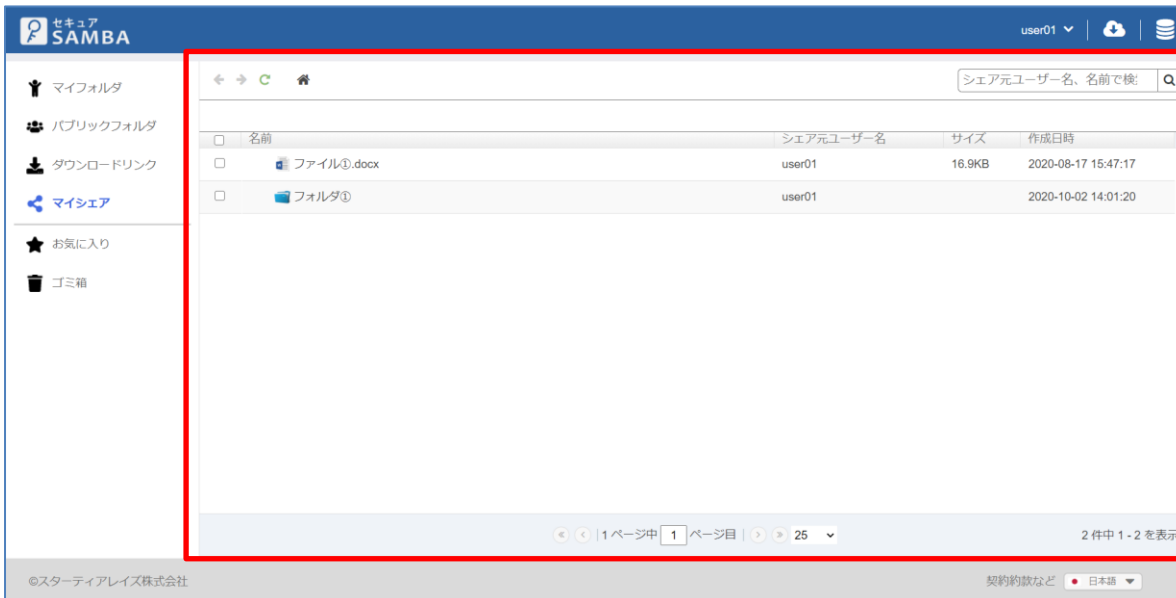 セキュア
SAMBA
user01
マイフォルダ
パブリックフォルダ
ダウンロードリンク
マイシェア
お気に入り
ゴミ箱
シェア元ユーザー名、名前で検
名前 シェア元ユーザー名 サイズ 作成日時
ファイル①.docx user01 16.9KB 2020-08-17 15:47:17
フォルダ① user01 2020-10-02 14:01:20
1 ページ中 1 ページ目 25
2 件中 1 - 2 を表示
©スターティアレイズ株式会社
契約約款など 日本語